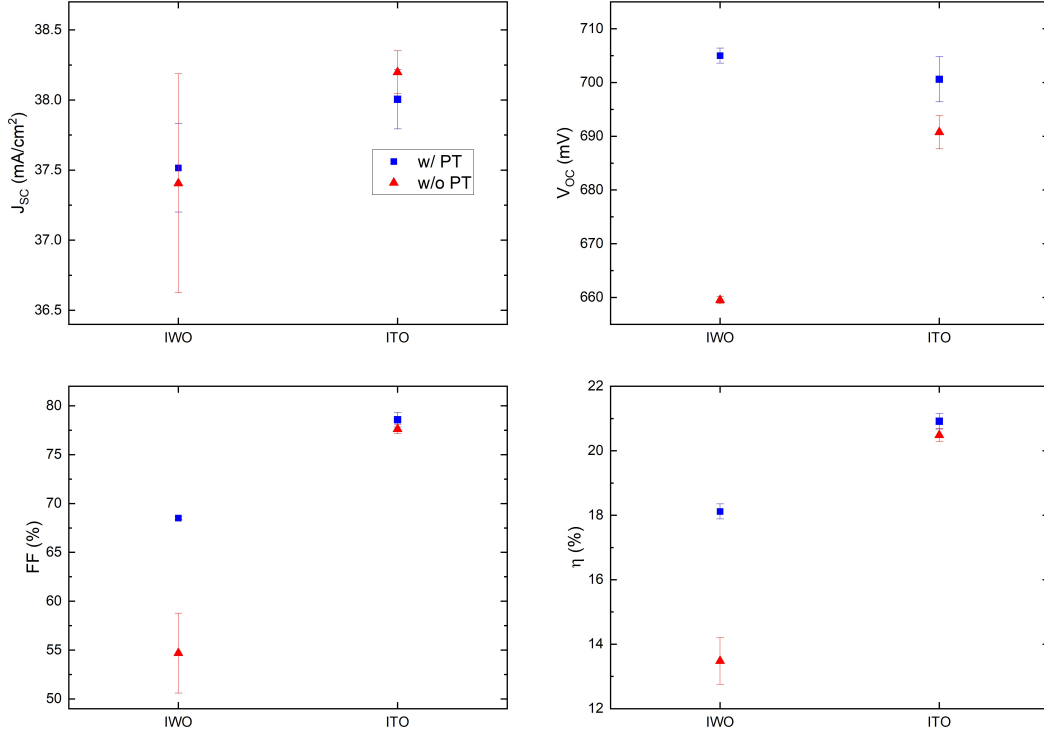 38.5
38.0
37.5
37.0
36.5
J_SC (mA/cm²)
IWO
ITO
w/ PT
w/o PT
710
700
690
680
670
660
V_OC (mV)
IWO
ITO
80
75
70
65
60
55
50
FF (%)
IWO
ITO
22
20
18
16
14
12
η (%)
IWO
ITO